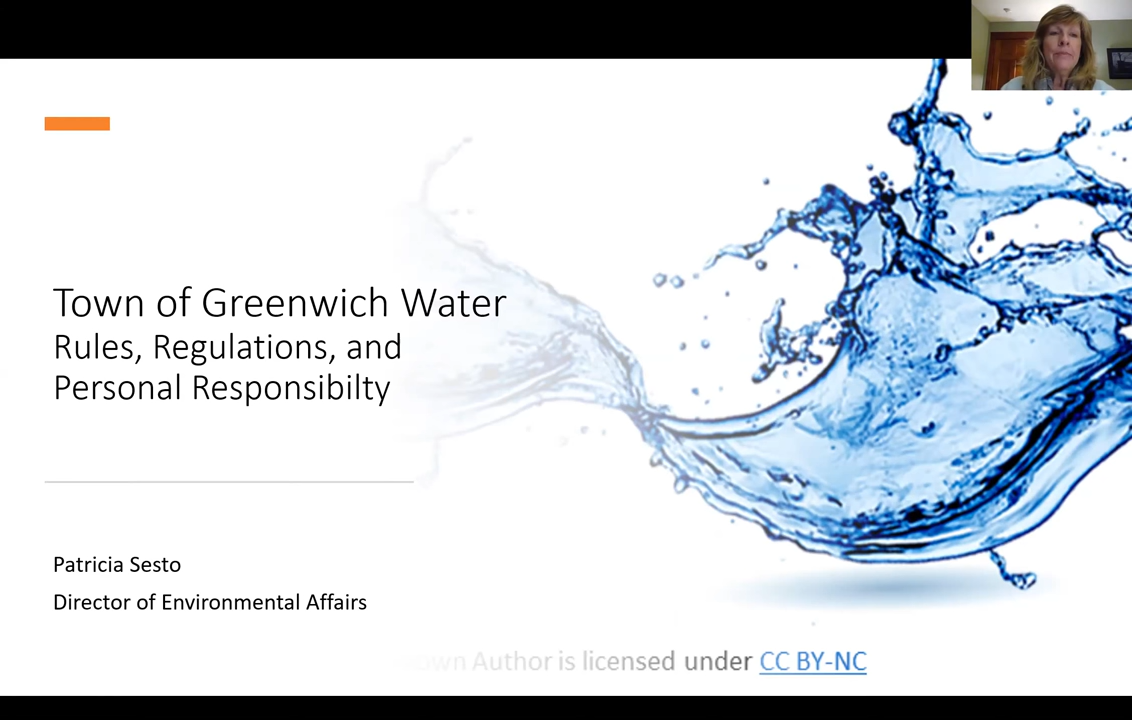 Town of Greenwich Water
Rules, Regulations, and
Personal Responsibilty
Patricia Sesto
Director of Environmental Affairs
Author is licensed under CC BY-NC